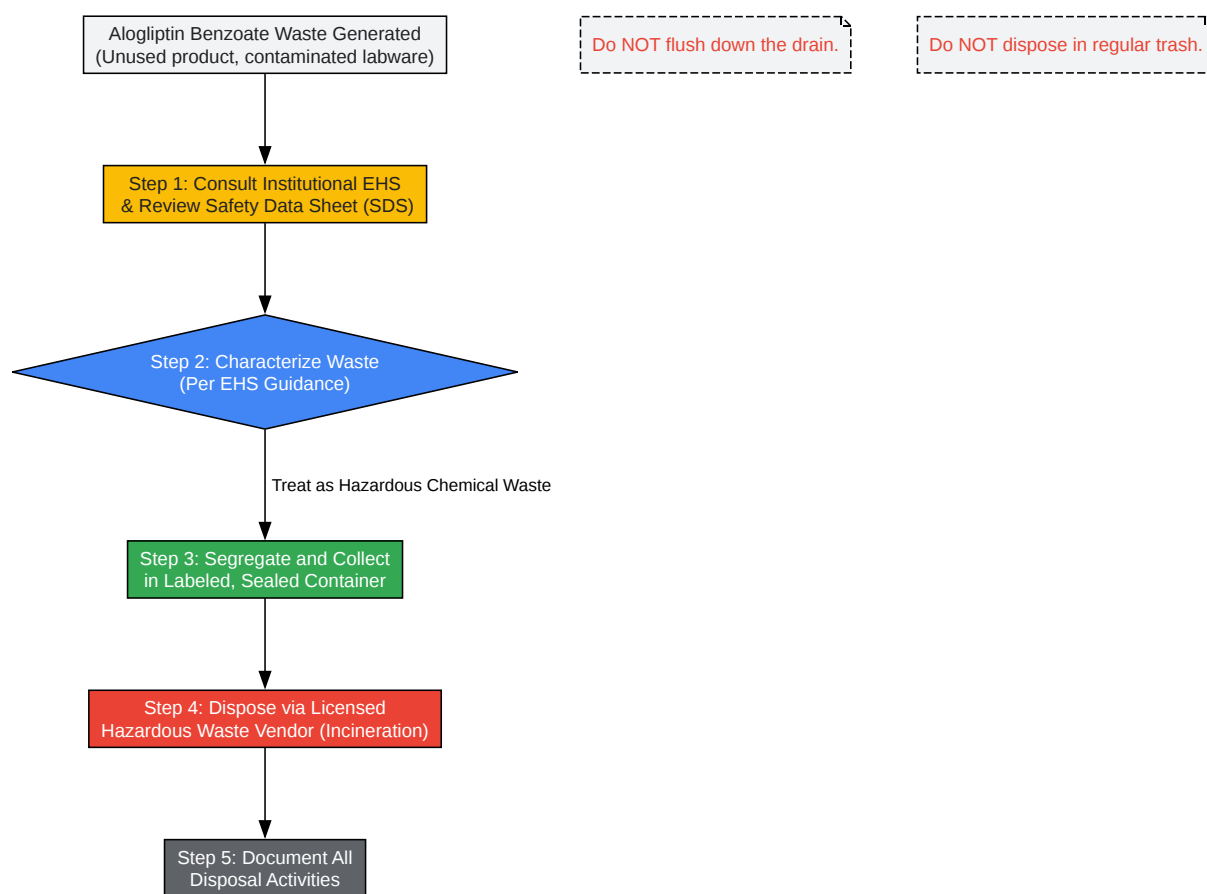 Alogliptin Benzoate Waste Generated
(Unused product, contaminated labware)
Do NOT flush down the drain.
Do NOT dispose in regular trash.
Step 1: Consult Institutional EHS
& Review Safety Data Sheet (SDS)
Step 2: Characterize Waste
(Per EHS Guidance)
Treat as Hazardous Chemical Waste
Step 3: Segregate and Collect
in Labeled, Sealed Container
Step 4: Dispose via Licensed
Hazardous Waste Vendor (Incineration)
Step 5: Document All
Disposal Activities